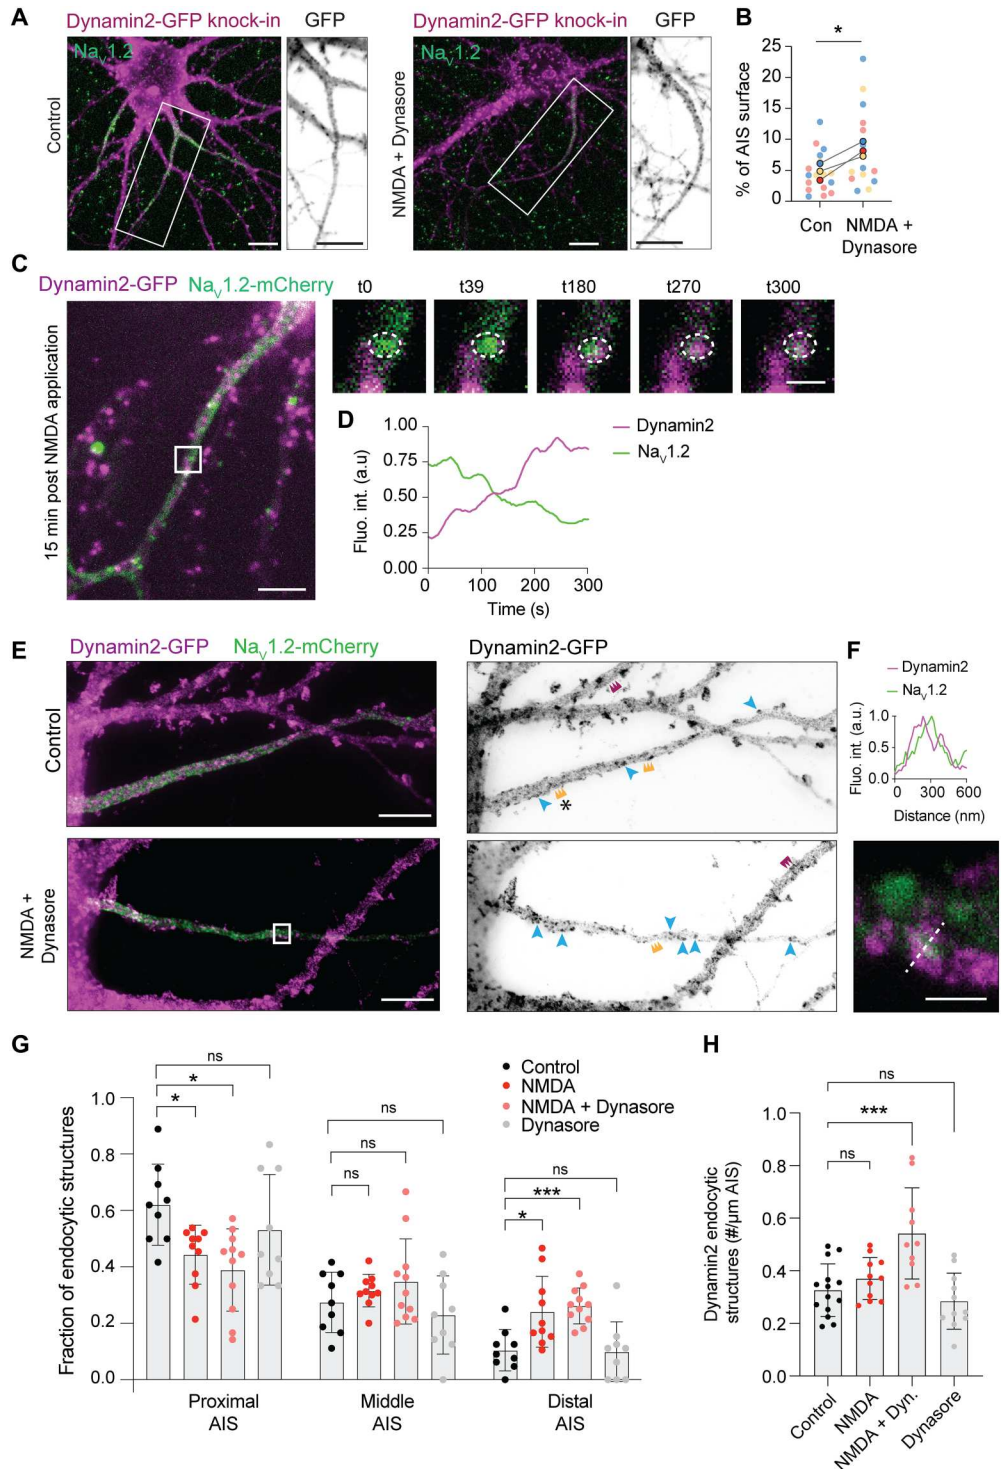 A
Dynamin2-GFP knock-in
GFP
Dynamin2-GFP knock-in
GFP
Na_V1.2
Na_V1.2
Control
NMDA + Dynasore
B
*
25
20
15
10
5
0
% of AIS surface
Con
NMDA +
Dynasore
C
Dynamin2-GFP Na_V1.2-mCherry
15 min post NMDA application
t0
t39
t180
t270
t300
D
1.00
0.75
0.50
0.25
0.00
Fluo. int. (a.u)
0
100
200
300
Time (s)
Dynamin2
Na_V1.2
E
Dynamin2-GFP Na_V1.2-mCherry
Dynamin2-GFP
Control
*
NMDA +
Dynasore
F
Dynamin2
Na_V1.2
1.0
0.5
0.0
Fluo. int. (a.u.)
0
300
600
Distance (nm)
G
Control
NMDA
NMDA + Dynasore
Dynasore
ns
*
*
ns
ns
ns
ns
***
*
1.0
0.8
0.6
0.4
0.2
0.0
Fraction of endocytic structures
Proximal
AIS
Middle
AIS
Distal
AIS
H
ns
***
ns
1.0
0.8
0.6
0.4
0.2
0.0
Dynamin2 endocytic
structures (#/µm AIS)
Control
NMDA
NMDA + Dyn.
Dynasore